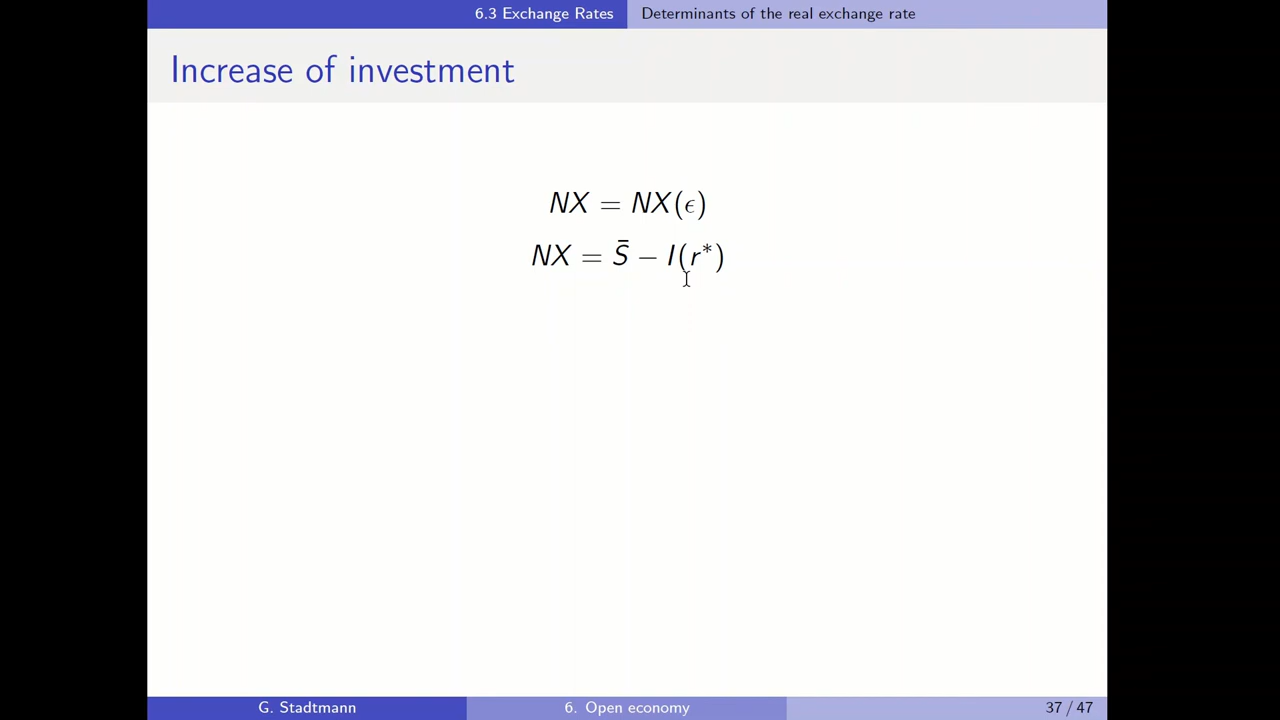 6.3 Exchange Rates Determinants of the real exchange rate
Increase of investment
NX = NX(ϵ)
NX = S̄ − I(r*)
G. Stadtmann 6. Open economy 37 / 47